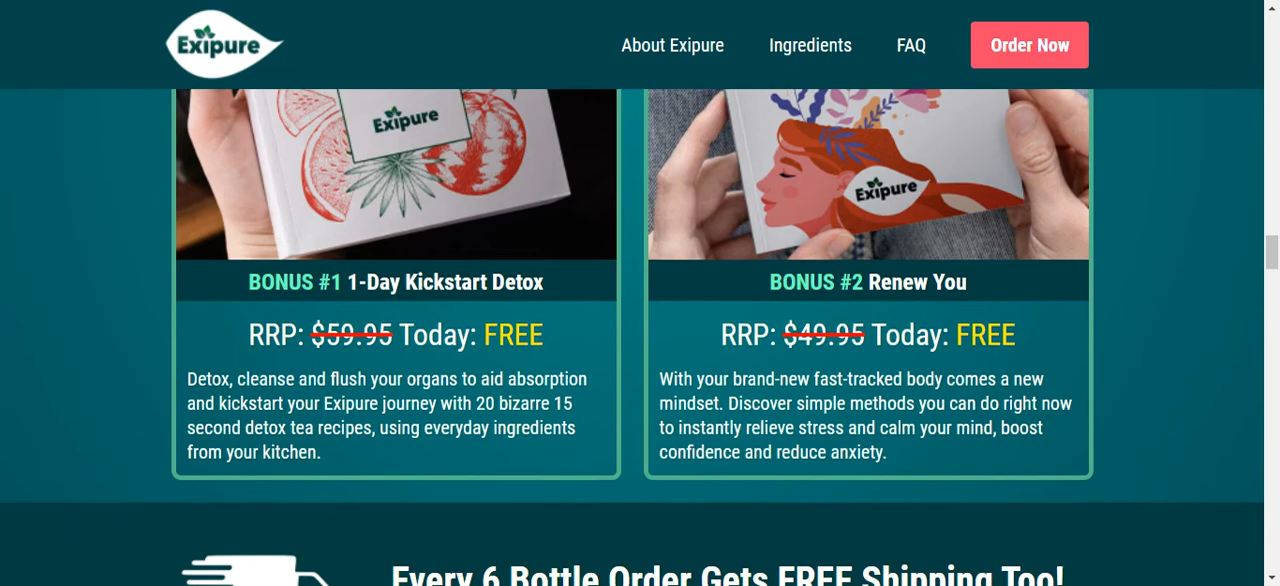 Exipure
About Exipure
Ingredients
FAQ
Order Now
Exipure
Exipure
BONUS #1 1-Day Kickstart Detox
RRP: $59.95 Today: FREE
Detox, cleanse and flush your organs to aid absorption
and kickstart your Exipure journey with 20 bizarre 15
second detox tea recipes, using everyday ingredients
from your kitchen.
BONUS #2 Renew You
RRP: $49.95 Today: FREE
With your brand-new fast-tracked body comes a new
mindset. Discover simple methods you can do right now
to instantly relieve stress and calm your mind, boost
confidence and reduce anxiety.
Every 6 Bottle Order Gets FREE Shipping Too!